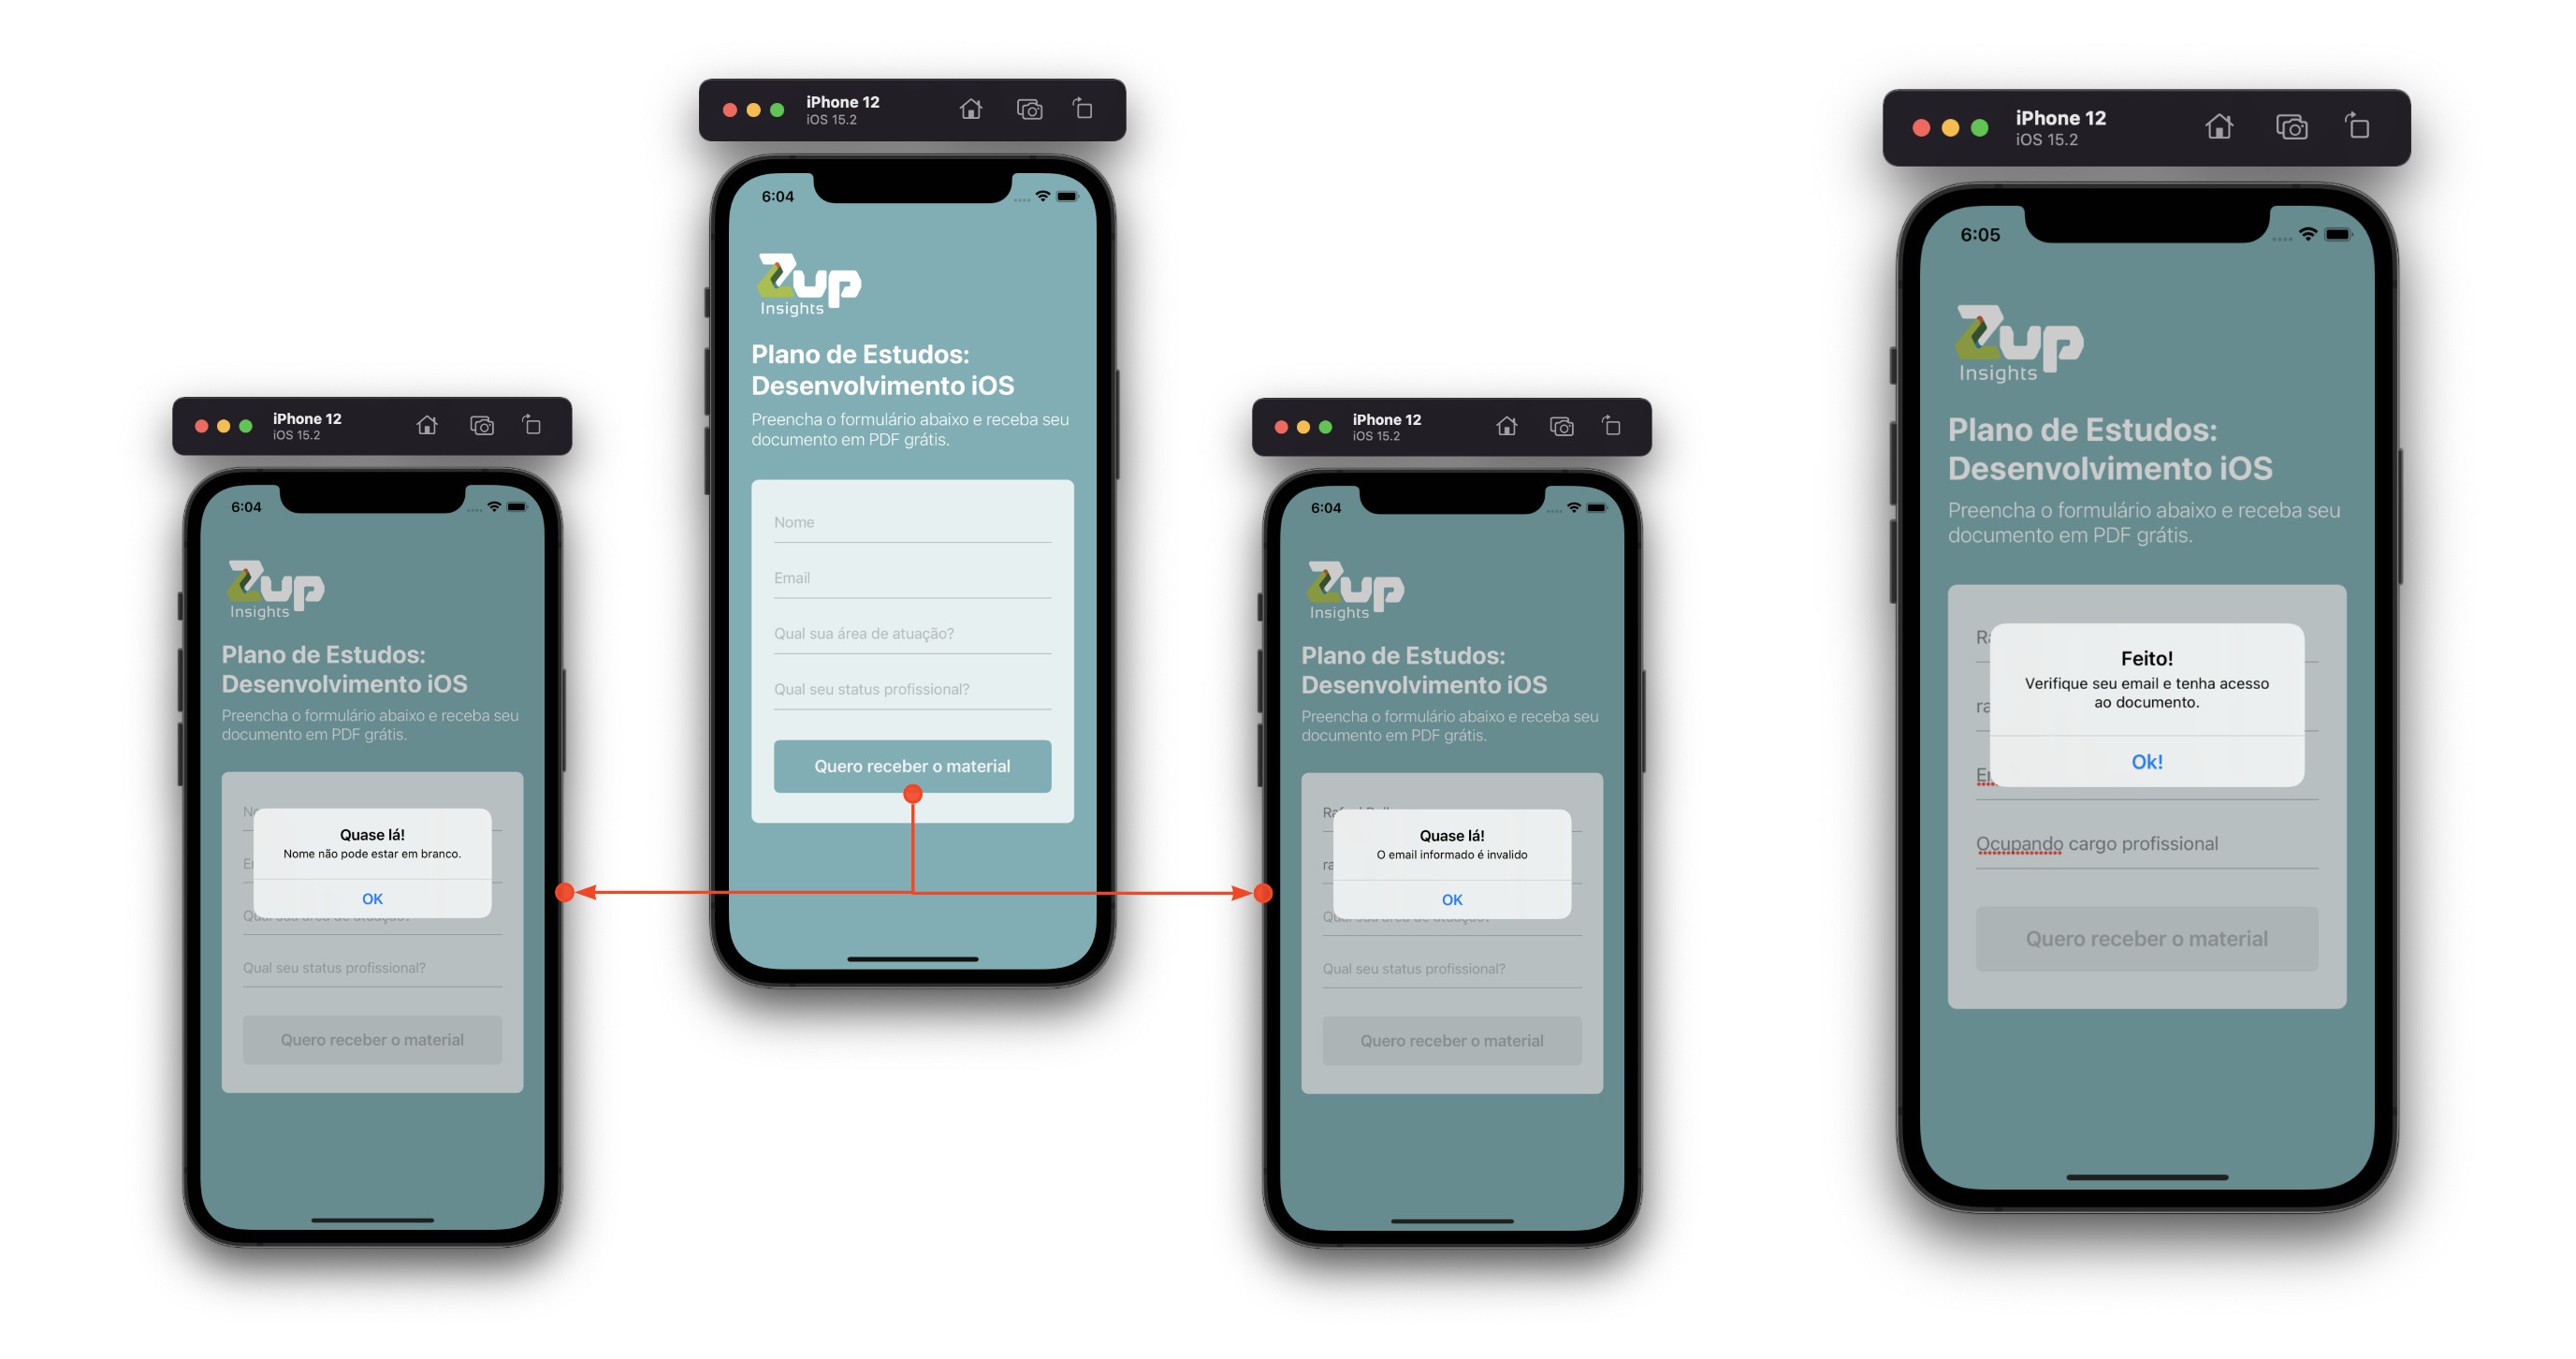 iPhone 12
iOS 15.2
6:04
Zup
Insights
Plano de Estudos:
Desenvolvimento iOS
Preencha o formulário abaixo e receba seu
documento em PDF grátis.
Quase lá!
Nome não pode estar em branco.
OK
Qual seu status profissional?
Quero receber o material
iPhone 12
iOS 15.2
6:04
Zup
Insights
Plano de Estudos:
Desenvolvimento iOS
Preencha o formulário abaixo e receba seu
documento em PDF grátis.
Nome
Email
Qual sua área de atuação?
Qual seu status profissional?
Quero receber o material
iPhone 12
iOS 15.2
6:04
Zup
Insights
Plano de Estudos:
Desenvolvimento iOS
Preencha o formulário abaixo e receba seu
documento em PDF grátis.
Quase lá!
O email informado é invalido
OK
Qual seu status profissional?
Quero receber o material
iPhone 12
iOS 15.2
6:05
Zup
Insights
Plano de Estudos:
Desenvolvimento iOS
Preencha o formulário abaixo e receba seu
documento em PDF grátis.
Feito!
Verifique seu email e tenha acesso
ao documento.
Ok!
Ocupando cargo profissional
Quero receber o material